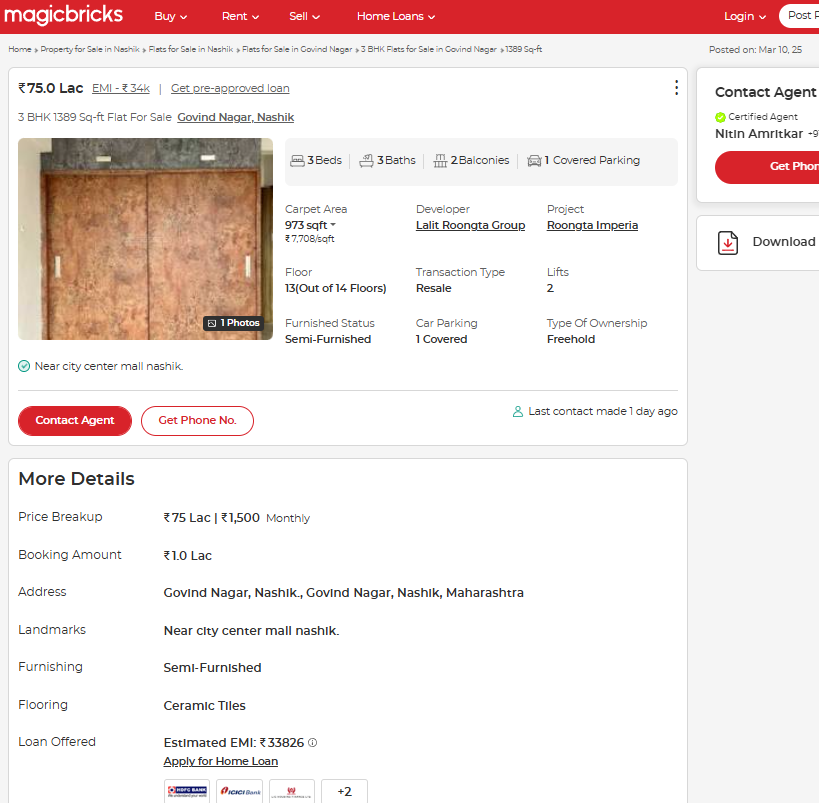 magicbricks Buy Rent Sell Home Loans Login Post
Home Property for Sale in Nashik Flats for Sale in Nashik Flats for Sale in Govind Nagar 3 BHK Flats for Sale in Govind Nagar 1389 Sq-ft
Posted on: Mar 10, 25
₹75.0 Lac EMI - ₹ 34k | Get pre-approved loan
3 BHK 1389 Sq-ft Flat For Sale Govind Nagar, Nashik
3 Beds 3 Baths 2 Balconies 1 Covered Parking
Carpet Area Developer Project
973 sqft Lalit Roongta Group Roongta Imperia
₹7,708/sqft
Floor Transaction Type Lifts
13(Out of 14 Floors) Resale 2
Furnished Status Car Parking Type Of Ownership
Semi-Furnished 1 Covered Freehold
1 Photos
Near city center mall nashik.
Contact Agent Get Phone No. Last contact made 1 day ago
Contact Agent
Certified Agent
Nitin Amritkar
Get Phon
Download
More Details
Price Breakup ₹75 Lac | ₹1,500 Monthly
Booking Amount ₹1.0 Lac
Address Govind Nagar, Nashik., Govind Nagar, Nashik, Maharashtra
Landmarks Near city center mall nashik.
Furnishing Semi-Furnished
Flooring Ceramic Tiles
Loan Offered Estimated EMI: ₹33826
Apply for Home Loan
HDFC BANK ICICI Bank +2